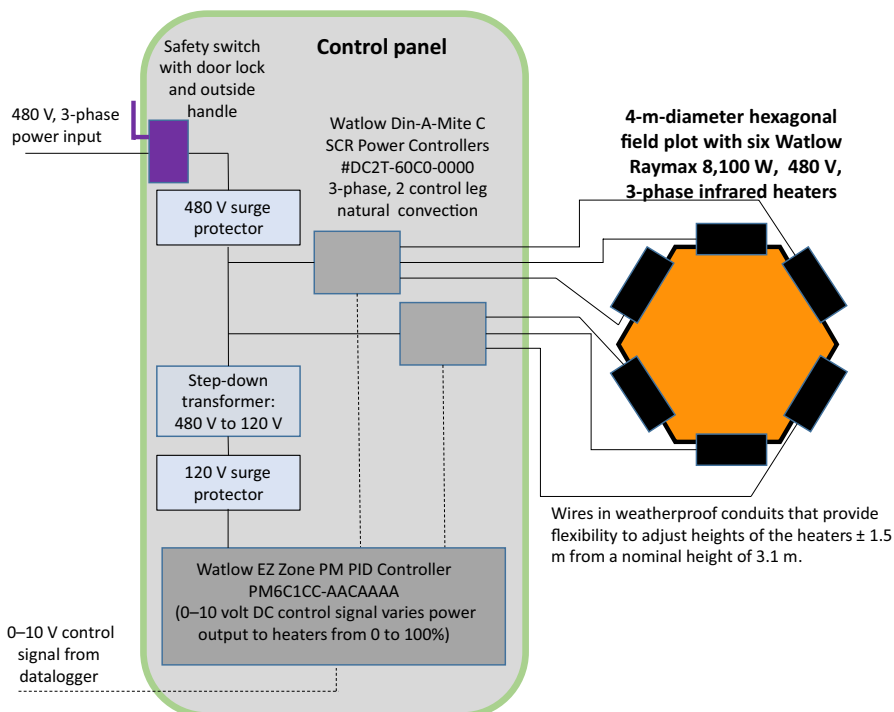 Control panel
Safety switch
with door lock
and outside
handle
480 V, 3-phase
power input
Watlow Din-A-Mite C
SCR Power Controllers
#DC2T-60C0-0000
3-phase, 2 control leg
natural convection
4-m-diameter hexagonal
field plot with six Watlow
Raymax 8,100 W, 480 V,
3-phase infrared heaters
480 V surge
protector
Step-down
transformer:
480 V to 120 V
120 V surge
protector
Wires in weatherproof conduits that provide
flexibility to adjust heights of the heaters ± 1.5
m from a nominal height of 3.1 m.
Watlow EZ Zone PM PID Controller
PM6C1CC-AACAAAA
(0–10 volt DC control signal varies power
output to heaters from 0 to 100%)
0–10 V control
signal from
datalogger